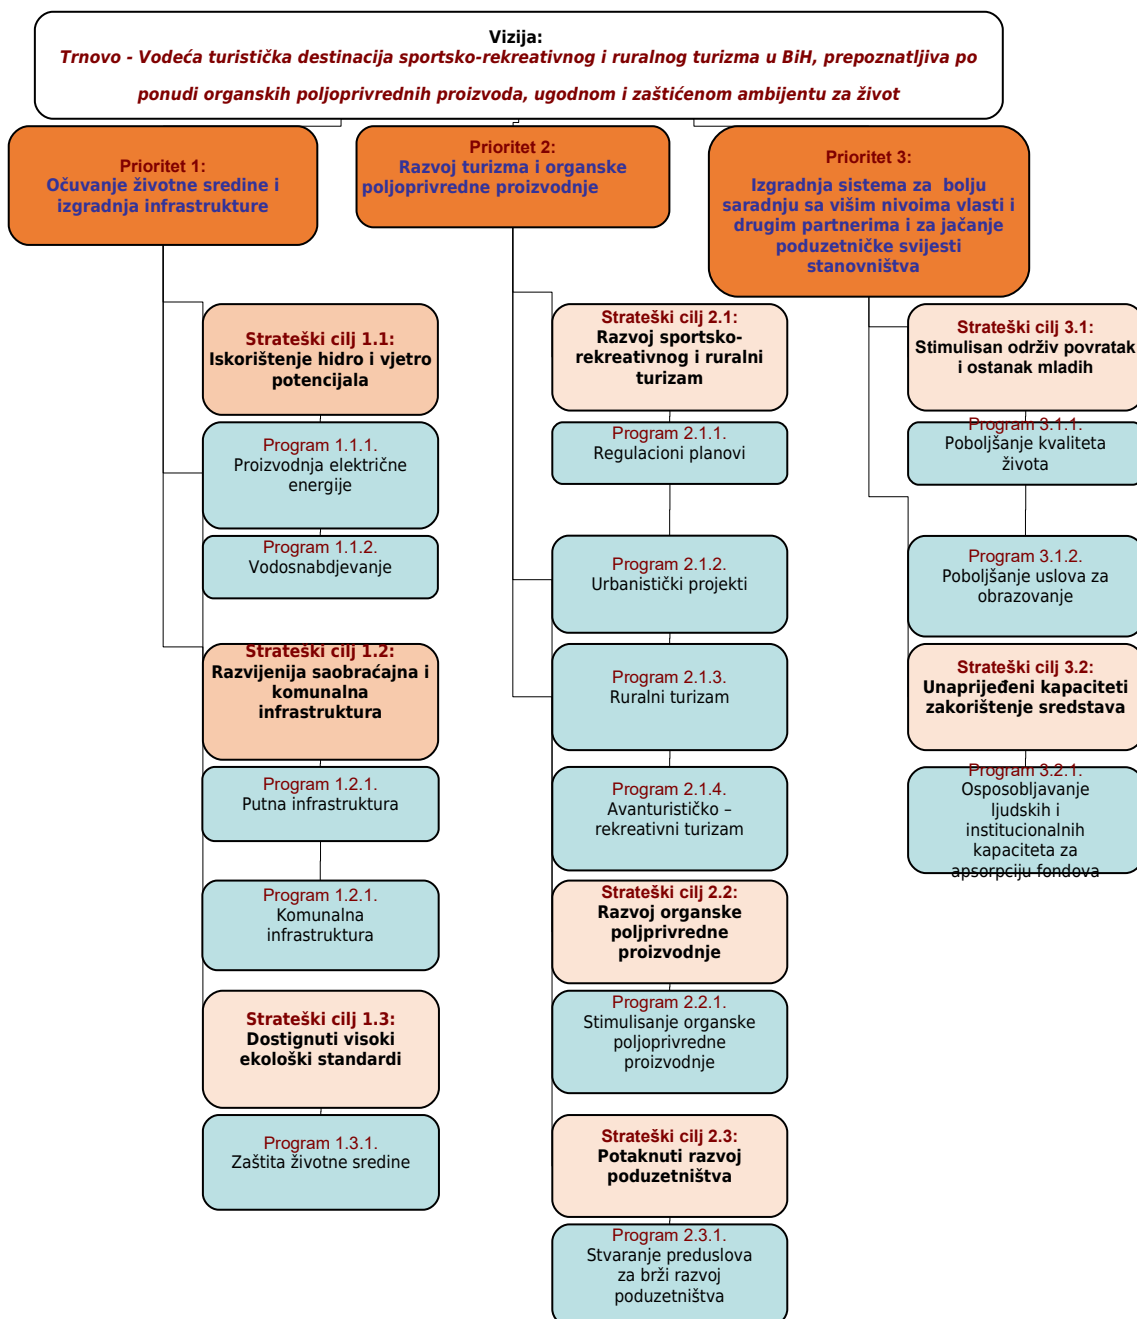 Vizija:
Trnovo - Vodeća turistička destinacija sportsko-rekreativnog i ruralnog turizma u BiH, prepoznatljiva po
ponudi organskih poljoprivrednih proizvoda, ugodnom i zaštićenom ambijentu za život
Prioritet 1:
Očuvanje životne sredine i
izgradnja infrastrukture
Strateški cilj 1.1:
Iskorištenje hidro i vjetro
potencijala
Program 1.1.1.
Proizvodnja električne
energije
Program 1.1.2.
Vodosnabdjevanje
Strateški cilj 1.2:
Razvijenija saobraćajna i
komunalna
infrastruktura
Program 1.2.1.
Putna infrastruktura
Program 1.2.1.
Komunalna
infrastruktura
Strateški cilj 1.3:
Dostignuti visoki
ekološki standardi
Program 1.3.1.
Zaštita životne sredine
Prioritet 2:
Razvoj turizma i organske
poljoprivredne proizvodnje
Strateški cilj 2.1:
Razvoj sportsko-
rekreativnog i ruralni
turizam
Program 2.1.1.
Regulacioni planovi
Program 2.1.2.
Urbanistički projekti
Program 2.1.3.
Ruralni turizam
Program 2.1.4.
Avanturističko –
rekreativni turizam
Strateški cilj 2.2:
Razvoj organske
poljprivredne
proizvodnje
Program 2.2.1.
Stimulisanje organske
poljoprivredne
proizvodnje
Strateški cilj 2.3:
Potaknuti razvoj
poduzetništva
Program 2.3.1.
Stvaranje preduslova
za brži razvoj
poduzetništva
Prioritet 3:
Izgradnja sistema za  bolju
saradnju sa višim nivoima vlasti i
drugim partnerima i za jačanje
poduzetničke svijesti
stanovništva
Strateški cilj 3.1:
Stimulisan održiv povratak
i ostanak mladih
Program 3.1.1.
Poboljšanje kvaliteta
života
Program 3.1.2.
Poboljšanje uslova za
obrazovanje
Strateški cilj 3.2:
Unaprijeđeni kapaciteti
zakorištenje sredstava
Program 3.2.1.
Osposobljavanje
ljudskih i
institucionalnih
kapaciteta za
apsorpciju fondova